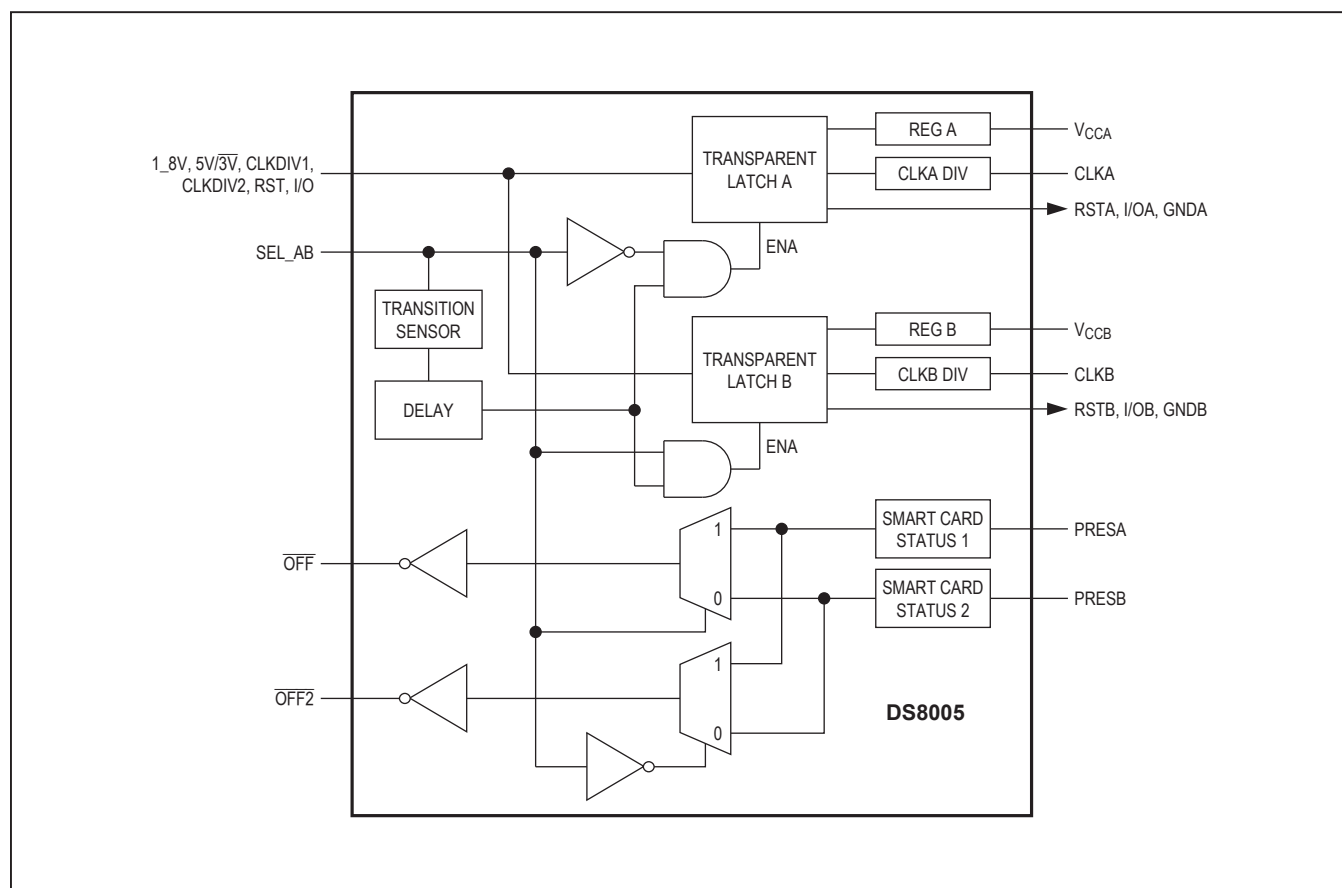 1_8V, 5V/3V̅, CLKDIV1,
CLKDIV2, RST, I/O
SEL_AB
TRANSITION
SENSOR
DELAY
TRANSPARENT
LATCH A
ENA
REG A
VCCA
CLKA DIV
CLKA
RSTA, I/OA, GNDA
TRANSPARENT
LATCH B
ENA
REG B
VCCB
CLKB DIV
CLKB
RSTB, I/OB, GNDB
O̅F̅F̅
1
0
SMART CARD
STATUS 1
PRESA
SMART CARD
STATUS 2
PRESB
O̅F̅F̅2̅
1
0
DS8005